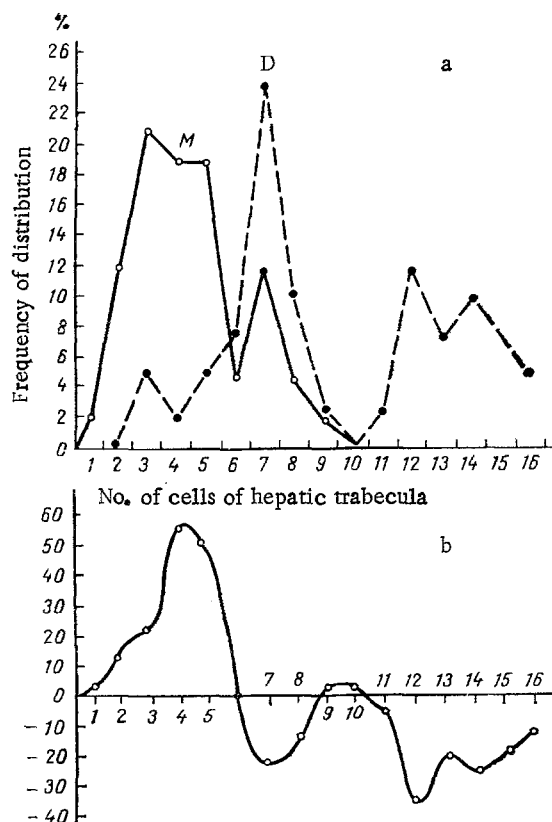 %
26
24
22
20
18
16
14
12
10
8
6
4
2
0
Frequency of distribution
M
D
a
1 2 3 4 5 6 7 8 9 10 11 12 13 14 15 16
No. of cells of hepatic trabecula
60
50
40
30
20
10
0
- 10
- 20
- 30
- 40
b
7 8 11 12 13 14 15 16
1 2 3 4 5 9 10